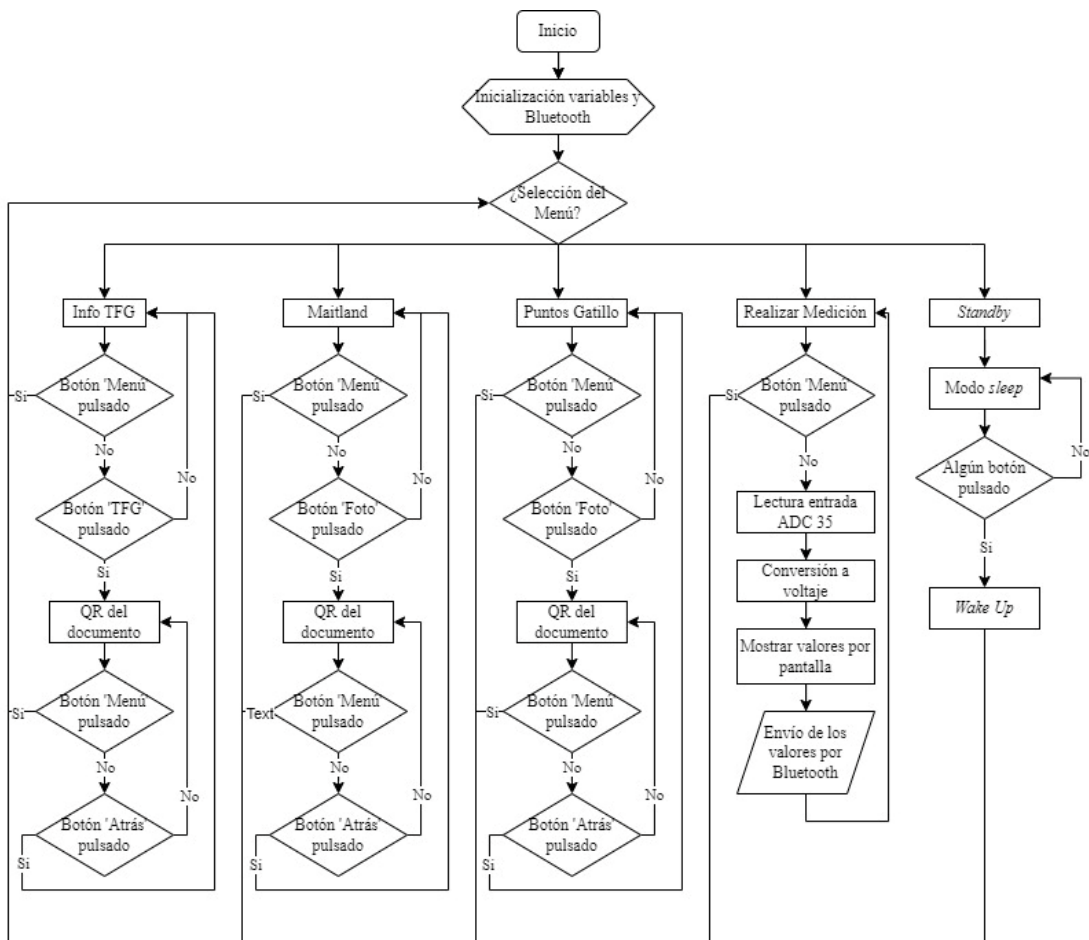 Inicio
Inicialización variables y
Bluetooth
¿Selección del
Menú?
Info TFG
Maitland
Puntos Gatillo
Realizar Medición
Standby
Botón 'Menú'
pulsado
Si
No
Botón 'TFG'
pulsado
No
Si
QR del
documento
Botón 'Menú'
pulsado
Si
No
Botón 'Atrás'
pulsado
No
Si
Botón 'Menú'
pulsado
Si
No
Botón 'Foto'
pulsado
No
Si
QR del
documento
Botón 'Menú'
pulsado
Text
No
Botón 'Atrás'
pulsado
No
Si
Botón 'Menú'
pulsado
Si
No
Botón 'Foto'
pulsado
No
Si
QR del
documento
Botón 'Menú'
pulsado
Si
No
Botón 'Atrás'
pulsado
No
Si
Botón 'Menú'
pulsado
Si
No
Lectura entrada
ADC 35
Conversión a
voltaje
Mostrar valores por
pantalla
Envío de los
valores por
Bluetooth
Modo sleep
Algún botón
pulsado
No
Si
Wake Up